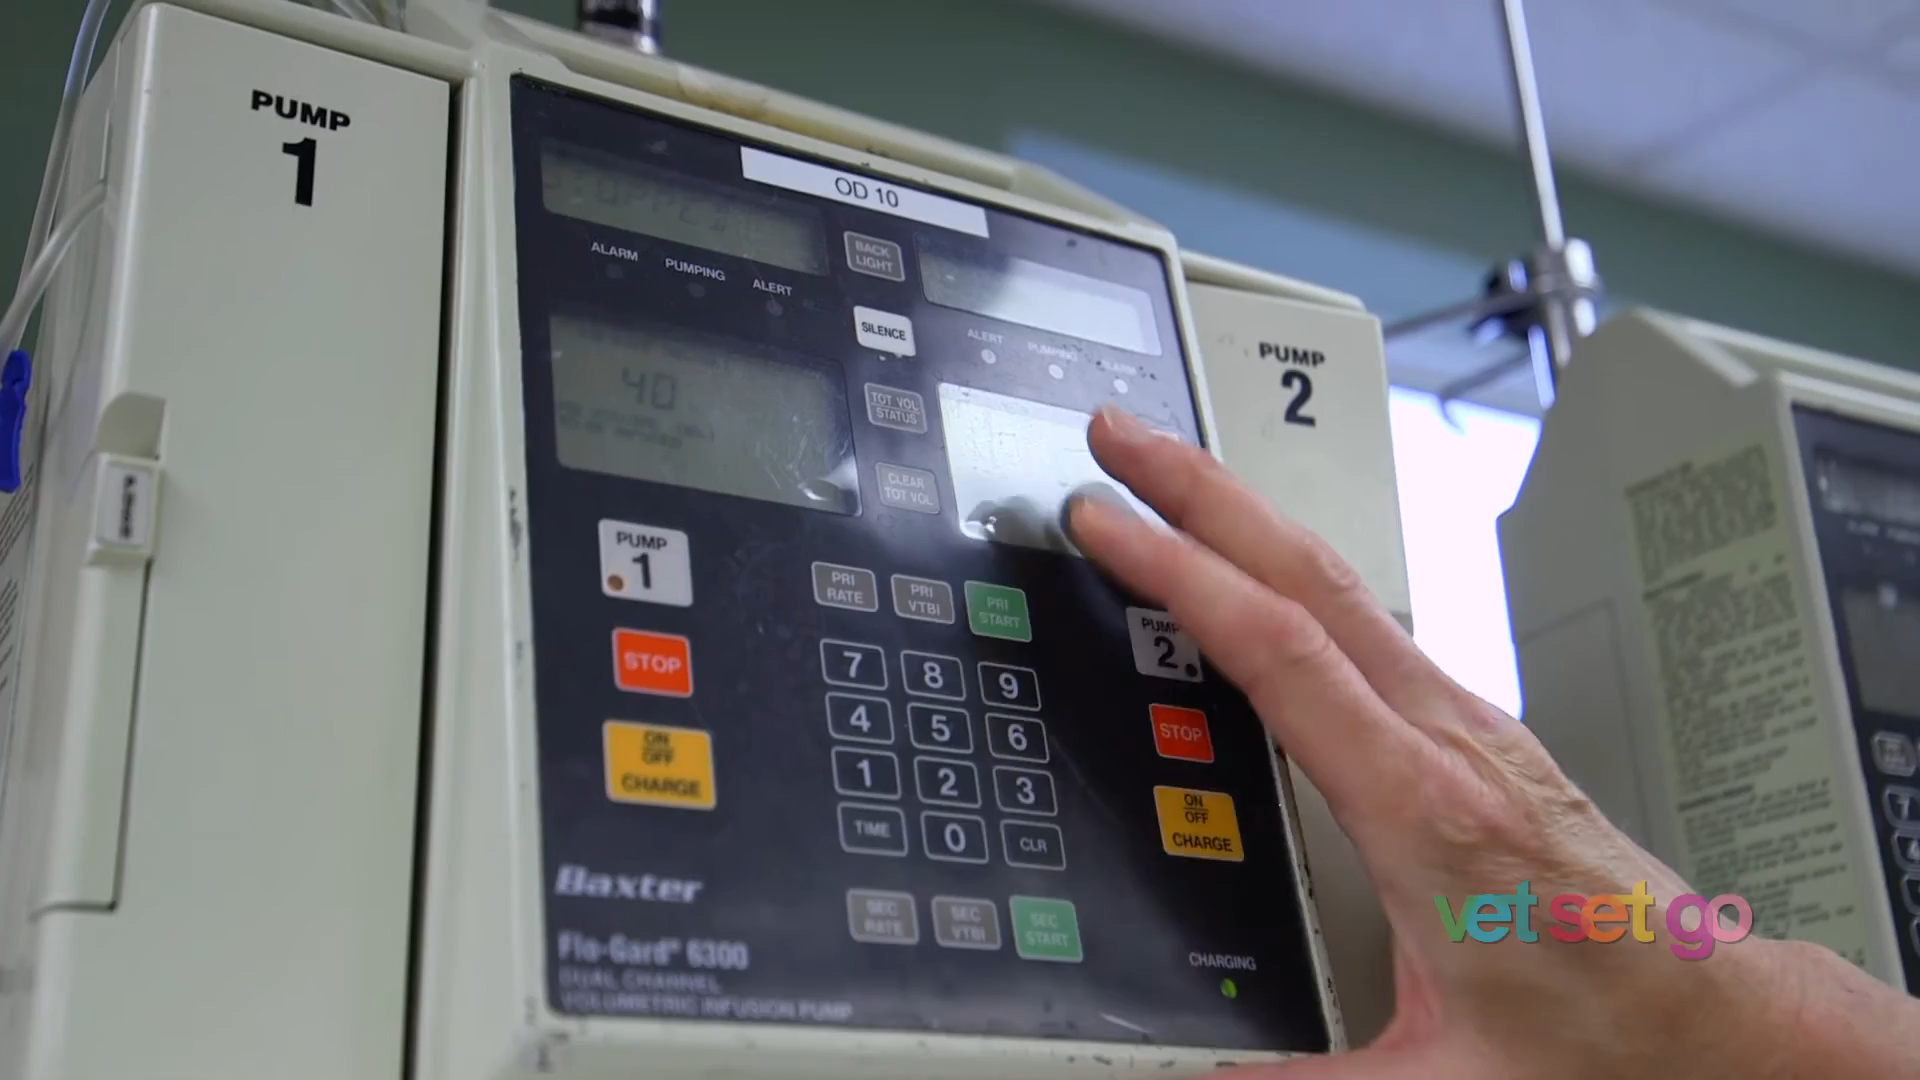 PUMP
1
OD 10
STOPPED
BACK
LIGHT
ALARM
PUMPING
ALERT
SILENCE
ALERT
PUMPING
ALARM
PUMP
2
40
TOT VOL
STATUS
CLEAR
TOT VOL
PUMP
1
PRI
RATE
PRI
VTBI
PRI
START
PUMP
2
STOP
7 8 9
4 5 6
1 2 3
TIME 0 CLR
STOP
ON
OFF
CHARGE
ON
OFF
CHARGE
Baxter
SEC
RATE
SEC
VTBI
SEC
START
Flo-Gard® 6300
DUAL CHANNEL
VOLUMETRIC INFUSION PUMP
CHARGING
vet set go